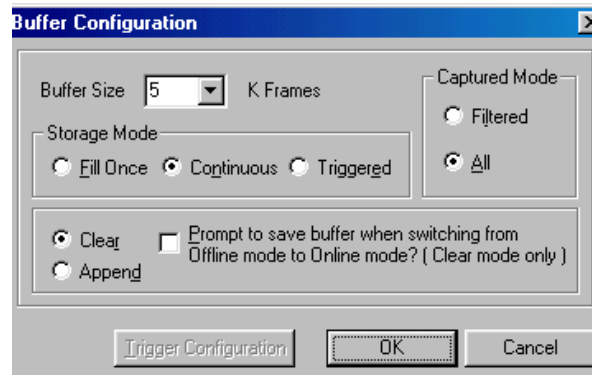 Buffer Configuration
Buffer Size 5 K Frames
Captured Mode
Filtered
All
Storage Mode
Fill Once Continuous Triggered
Clear
Append
Prompt to save buffer when switching from
Offline mode to Online mode? ( Clear mode only )
Trigger Configuration OK Cancel